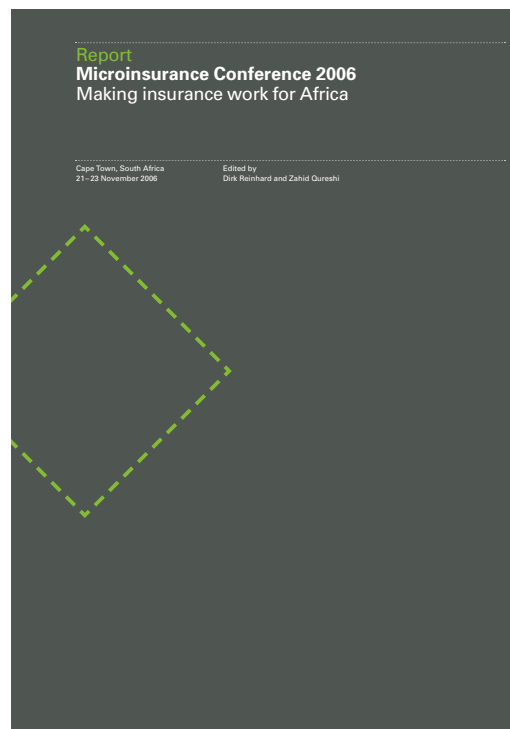 Report
Microinsurance Conference 2006
Making insurance work for Africa
Cape Town, South Africa
21–23 November 2006
Edited by
Dirk Reinhard and Zahid Qureshi